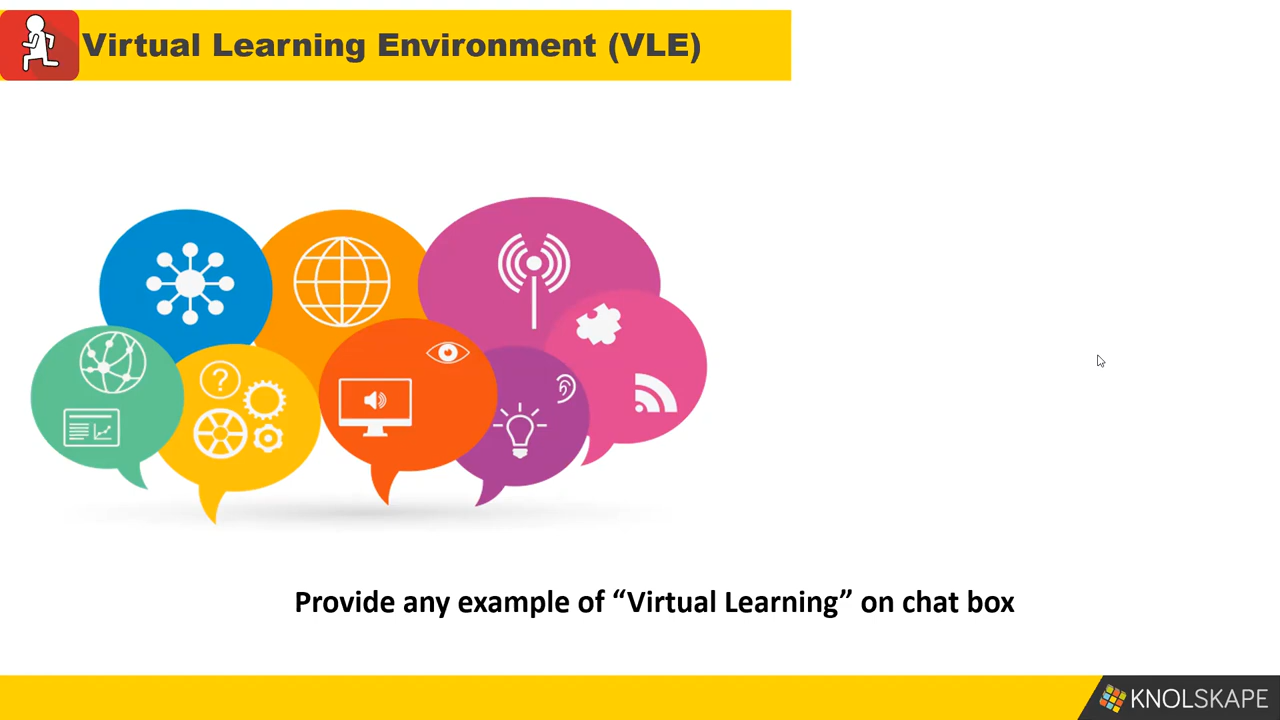 Virtual Learning Environment (VLE)
?
Provide any example of “Virtual Learning” on chat box
KNOLSKAPE